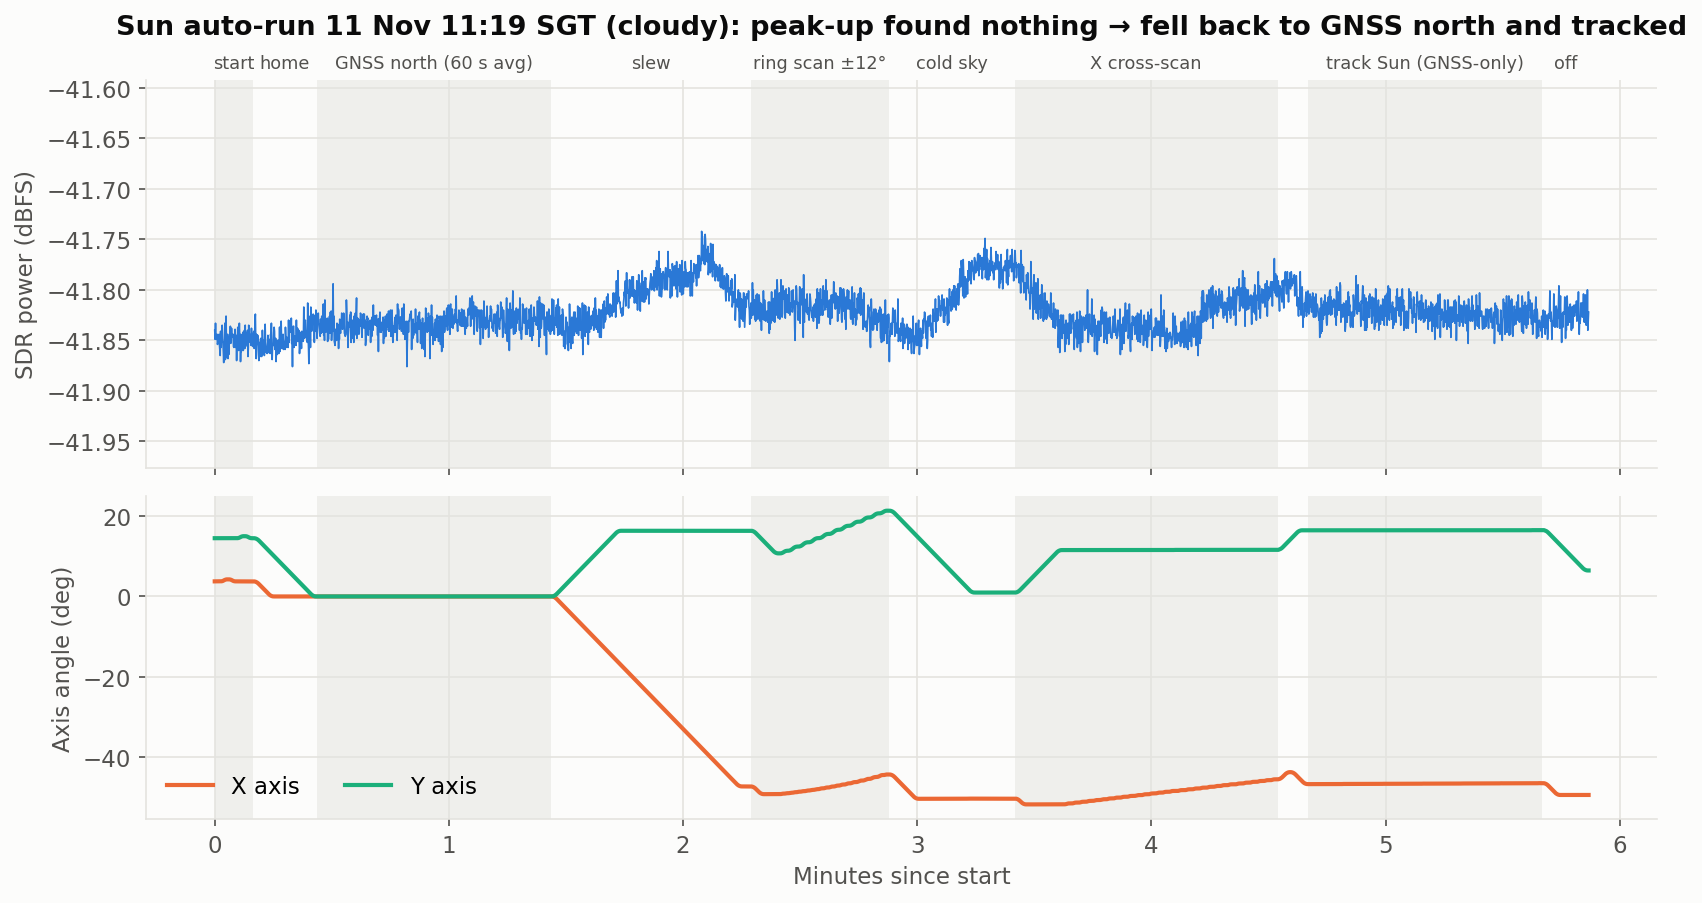 Sun auto-run 11 Nov 11:19 SGT (cloudy): peak-up found nothing → fell back to GNSS north and tracked
start home GNSS north (60 s avg) slew ring scan ±12° cold sky X cross-scan track Sun (GNSS-only) off
SDR power (dBFS)
−41.60
−41.65
−41.70
−41.75
−41.80
−41.85
−41.90
−41.95
Axis angle (deg)
20
0
−20
−40
X axis Y axis
0 1 2 3 4 5 6
Minutes since start